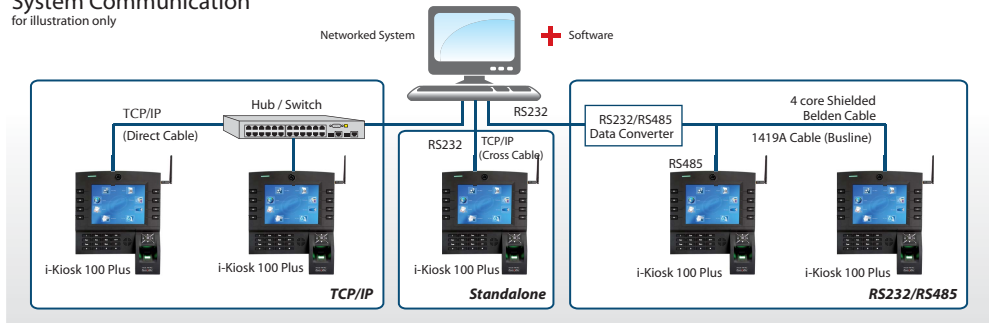 System Communication
for illustration only
Networked System
Software
TCP/IP
(Direct Cable)
Hub / Switch
i-Kiosk 100 Plus
i-Kiosk 100 Plus
TCP/IP
RS232
TCP/IP
(Cross Cable)
i-Kiosk 100 Plus
Standalone
RS232
RS232/RS485
Data Converter
4 core Shielded
Belden Cable
1419A Cable (Busline)
RS485
i-Kiosk 100 Plus
i-Kiosk 100 Plus
RS232/RS485